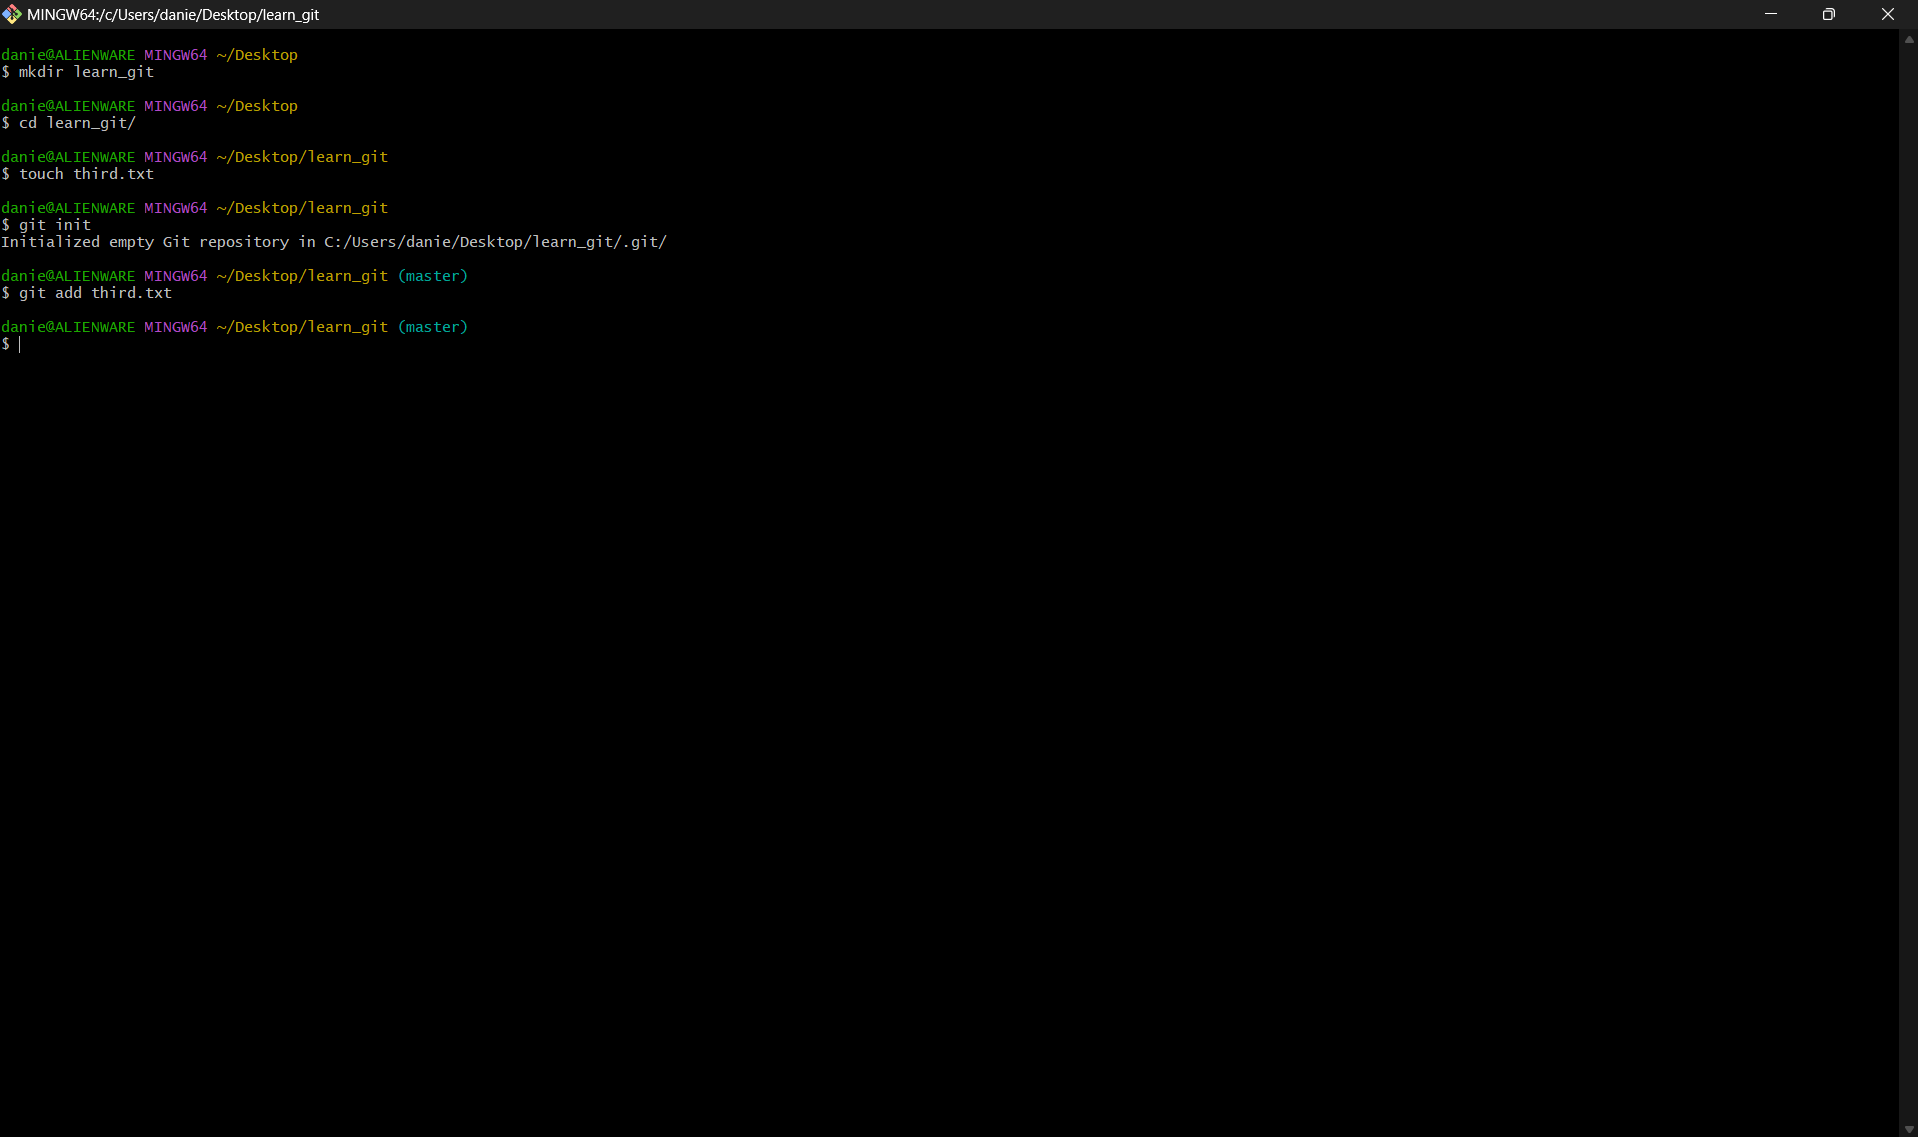 MINGW64:/c/Users/danie/Desktop/learn_git
danie@ALIENWARE MINGW64 ~/Desktop
$ mkdir learn_git
danie@ALIENWARE MINGW64 ~/Desktop
$ cd learn_git/
danie@ALIENWARE MINGW64 ~/Desktop/learn_git
$ touch third.txt
danie@ALIENWARE MINGW64 ~/Desktop/learn_git
$ git init
Initialized empty Git repository in C:/Users/danie/Desktop/learn_git/.git/
danie@ALIENWARE MINGW64 ~/Desktop/learn_git (master)
$ git add third.txt
danie@ALIENWARE MINGW64 ~/Desktop/learn_git (master)
$